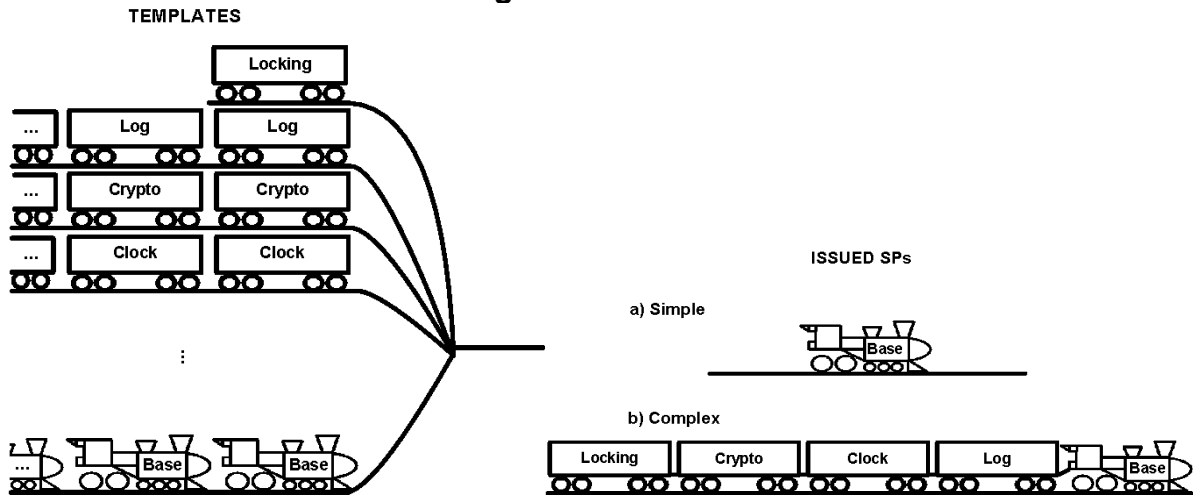 TEMPLATES
Locking
... Log Log
... Crypto Crypto
... Clock Clock
...
... Base Base
ISSUED SPs
a) Simple
Base
b) Complex
Locking Crypto Clock Log Base